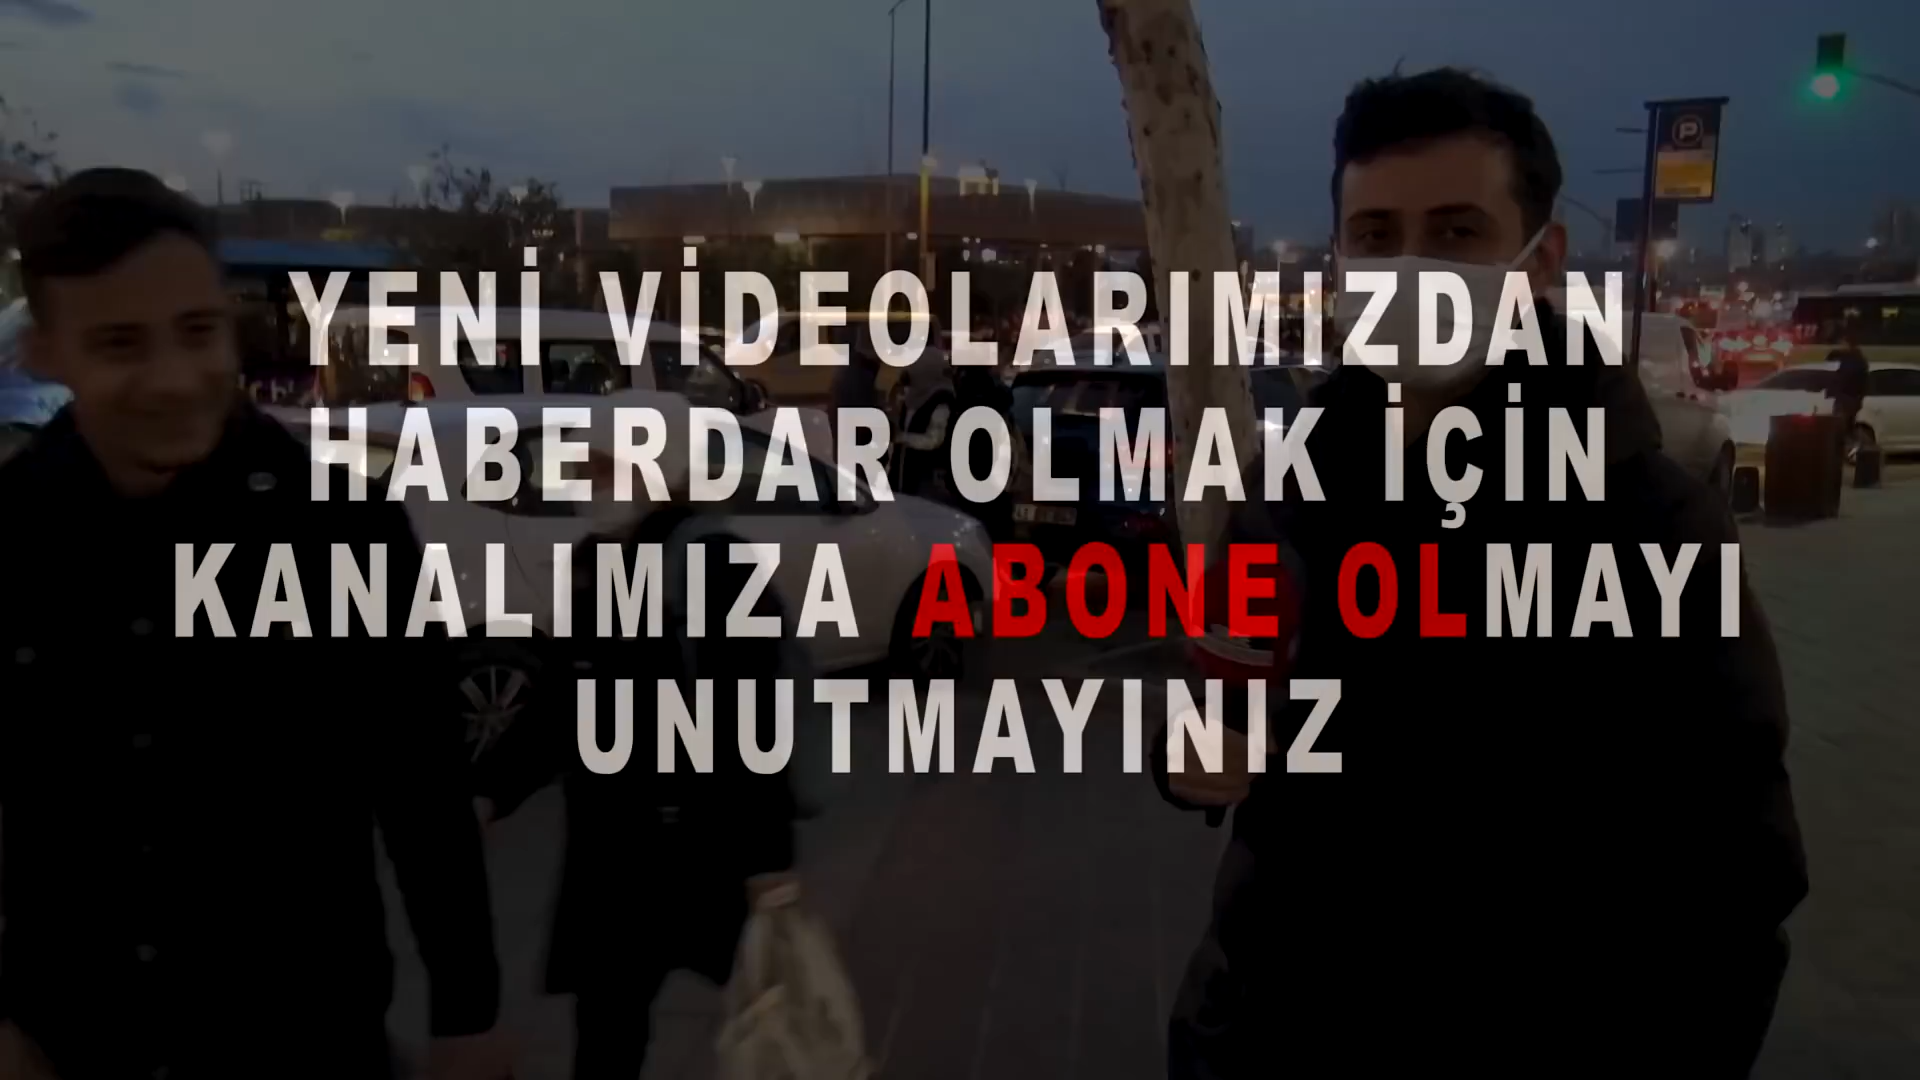 YENİ VİDEOLARIMIZDAN
HABERDAR OLMAK İÇİN
KANALIMIZA ABONE OLMAYI
UNUTMAYINIZ
P